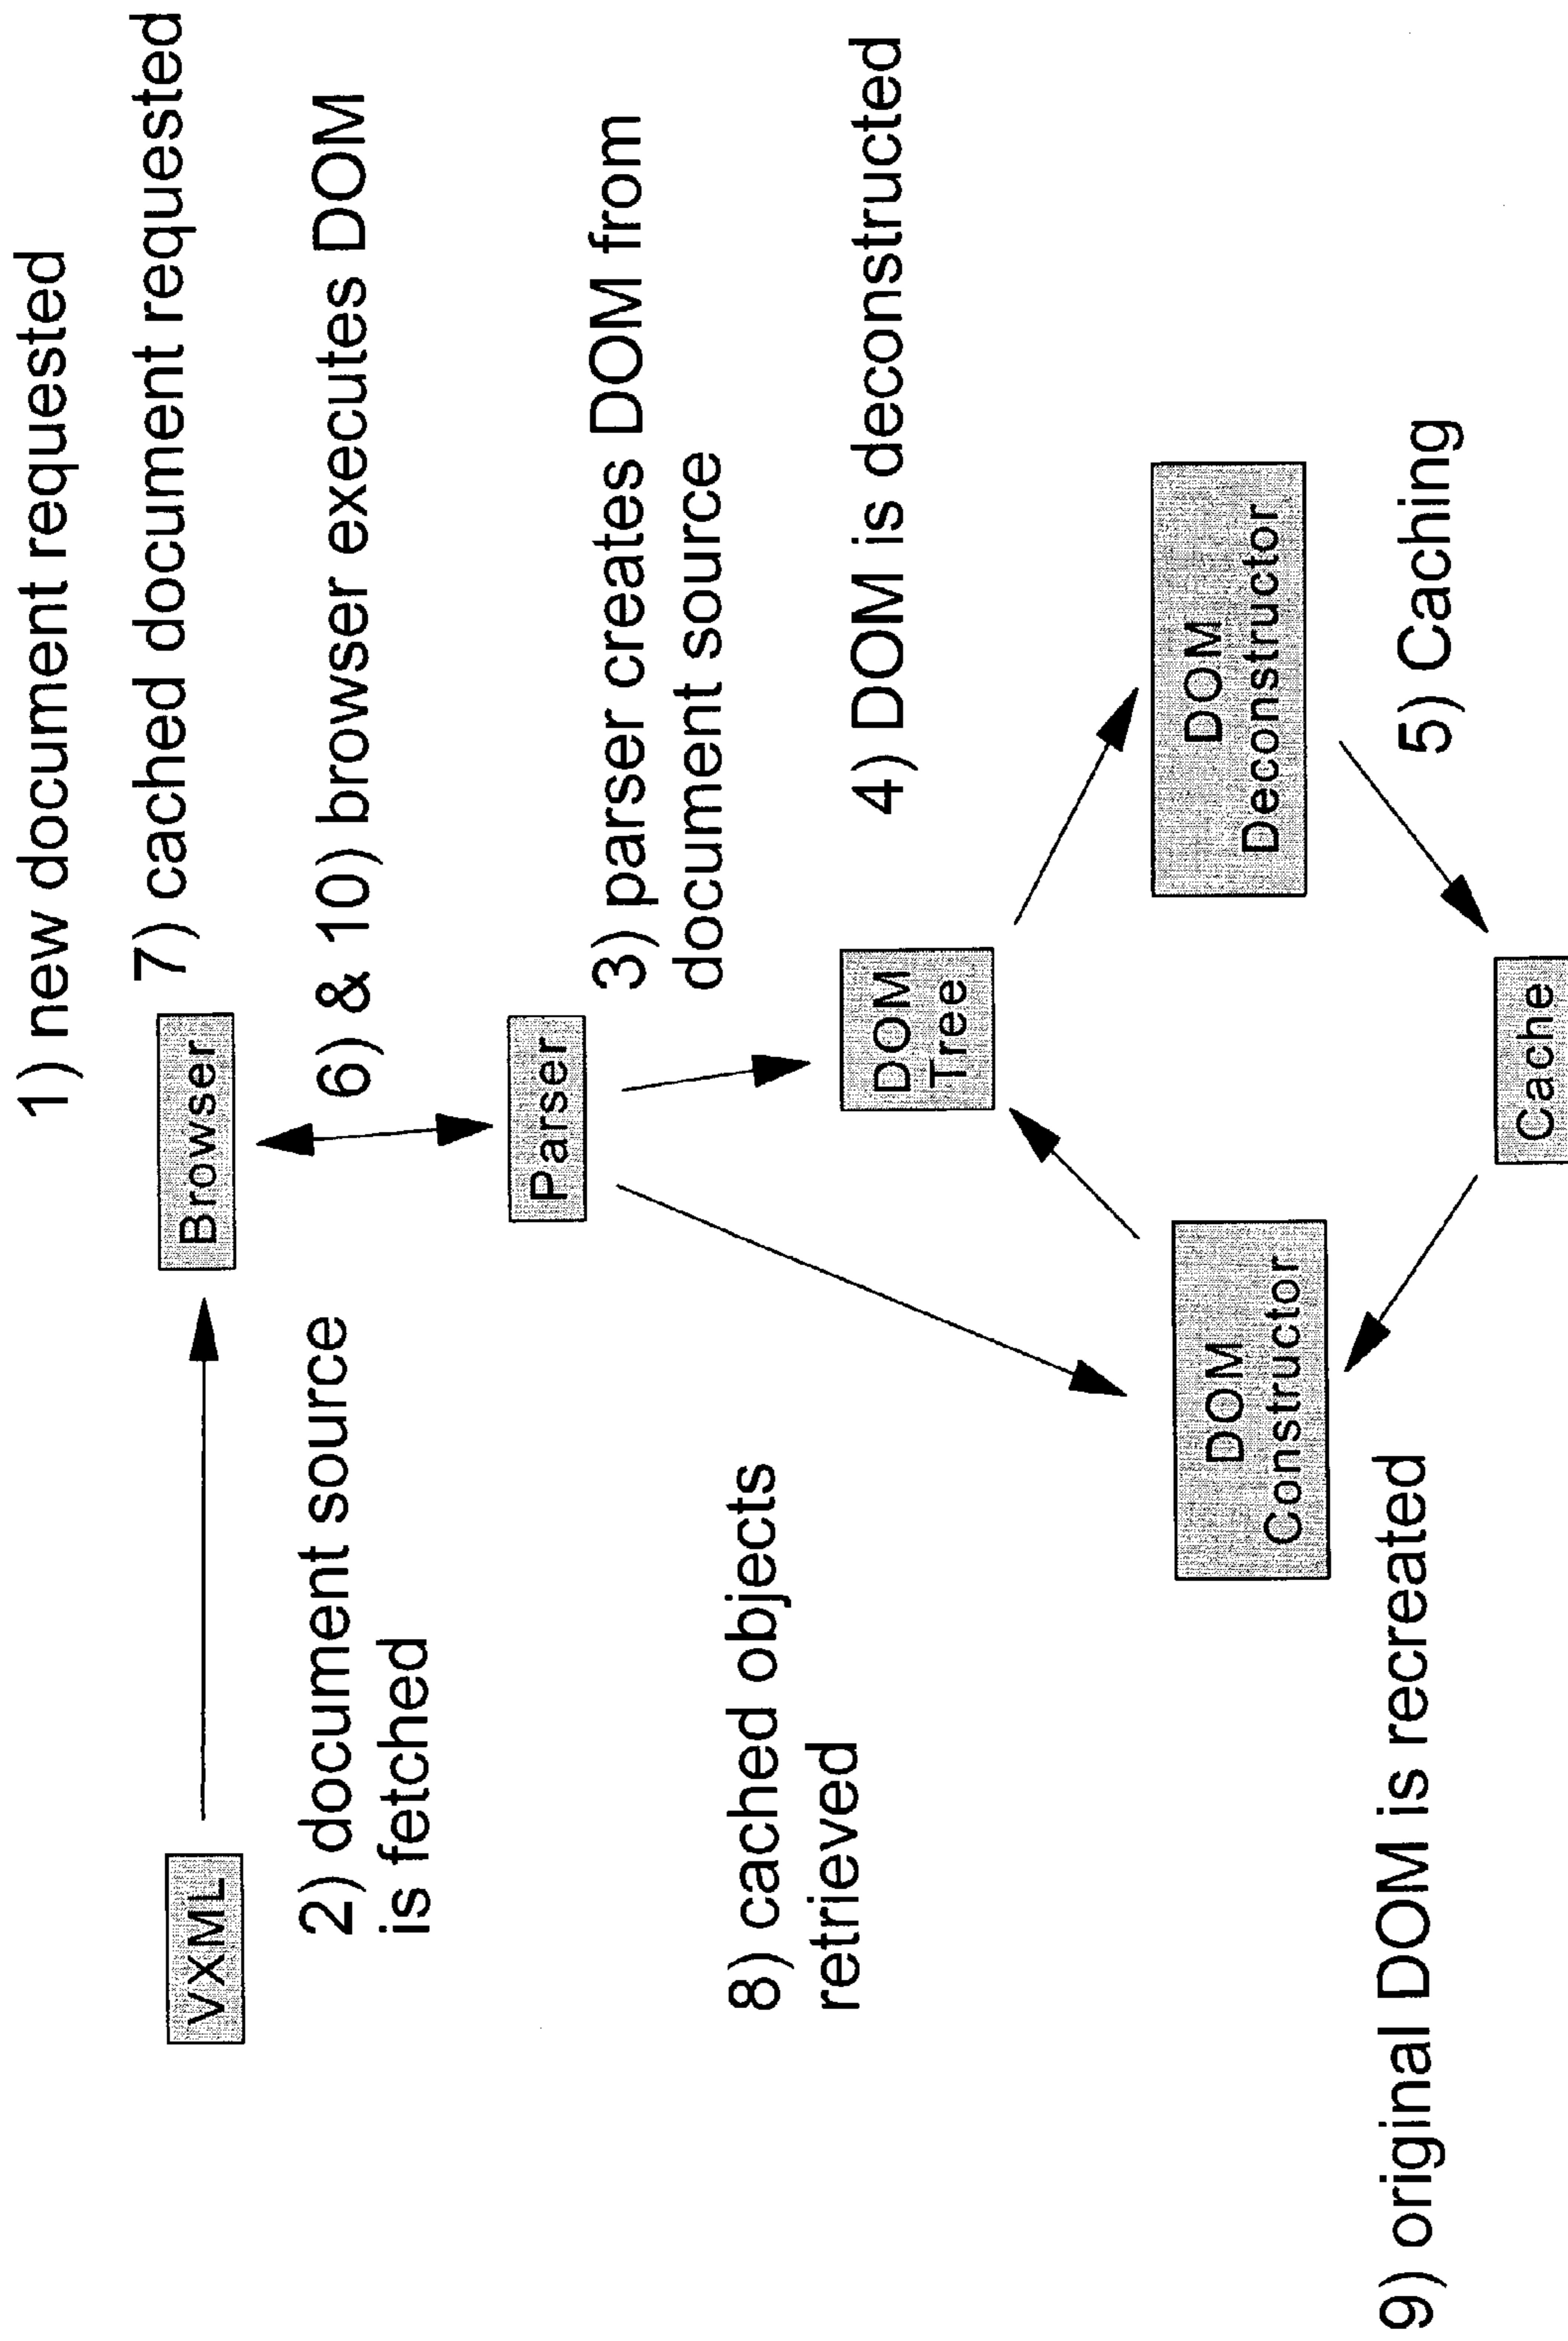 1) new document requested
7) cached document requested
VXML
Browser
2) document source
is fetched
6) & 10) browser executes DOM
Parser
3) parser creates DOM from
document source
8) cached objects
retrieved
DOM
Tree
4) DOM is deconstructed
DOM
Constructor
DOM
Deconstructor
9) original DOM is recreated
5) Caching
Cache